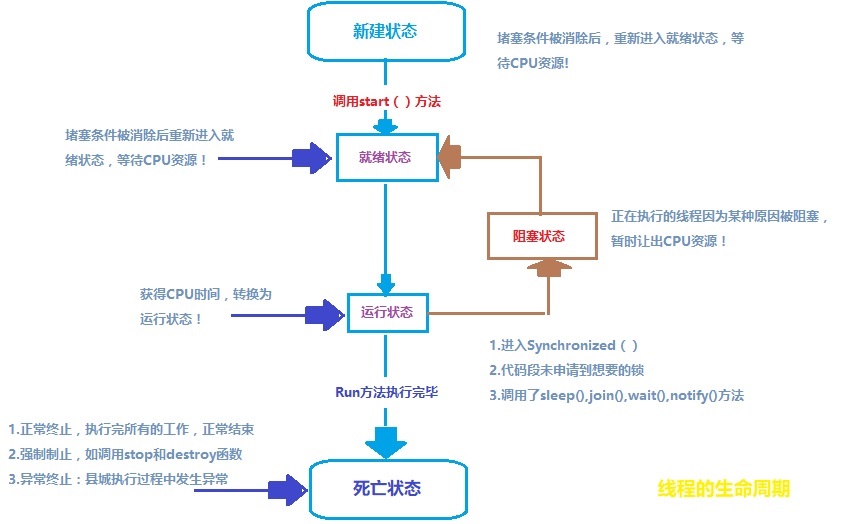 新建状态
堵塞条件被消除后，重新进入就绪状态，等
待CPU资源!
调用start（）方法
堵塞条件被消除后重新进入就
绪状态，等待CPU资源！
就绪状态
正在执行的线程因为某种原因被阻塞，
暂时让出CPU资源！
阻塞状态
获得CPU时间，转换为
运行状态！
运行状态
1.进入Synchronized（）
2.代码段未申请到想要的锁
3.调用了sleep(),join(),wait(),notify()方法
Run方法执行完毕
1.正常终止，执行完所有的工作，正常结束
2.强制制止，如调用stop和destroy函数
3.异常终止：县城执行过程中发生异常
死亡状态
线程的生命周期